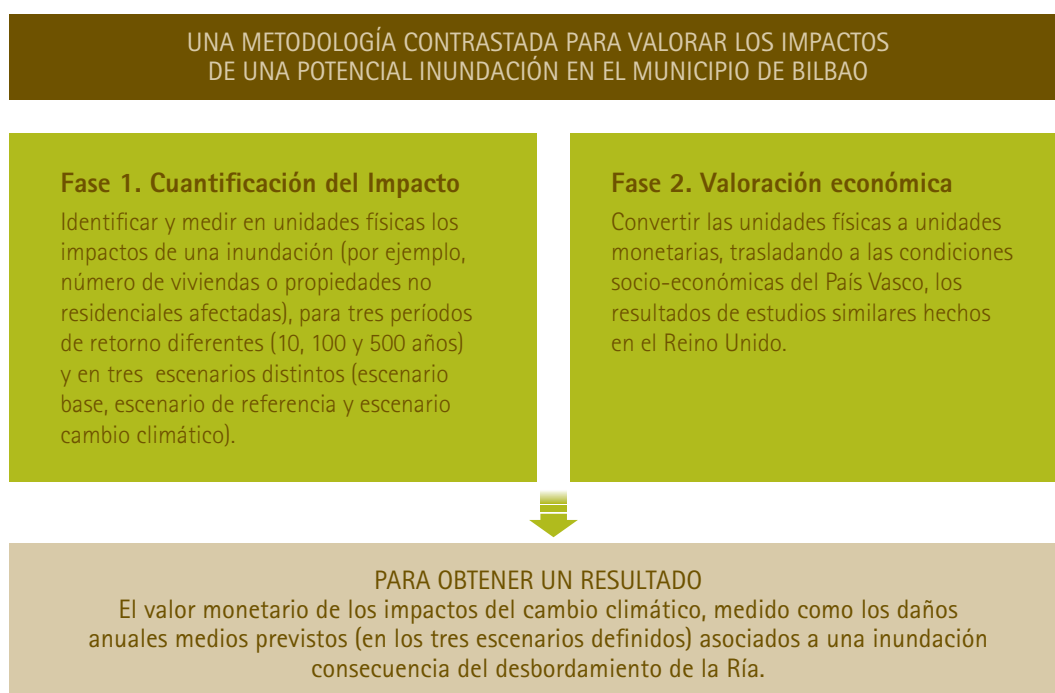 UNA METODOLOGÍA CONTRASTADA PARA VALORAR LOS IMPACTOS
DE UNA POTENCIAL INUNDACIÓN EN EL MUNICIPIO DE BILBAO
Fase 1. Cuantificación del Impacto
Identificar y medir en unidades físicas los
impactos de una inundación (por ejemplo,
número de viviendas o propiedades no
residenciales afectadas), para tres períodos
de retorno diferentes (10, 100 y 500 años)
y en tres escenarios distintos (escenario
base, escenario de referencia y escenario
cambio climático).
Fase 2. Valoración económica
Convertir las unidades físicas a unidades
monetarias, trasladando a las condiciones
socio-económicas del País Vasco, los
resultados de estudios similares hechos
en el Reino Unido.
PARA OBTENER UN RESULTADO
El valor monetario de los impactos del cambio climático, medido como los daños
anuales medios previstos (en los tres escenarios definidos) asociados a una inundación
consecuencia del desbordamiento de la Ría.